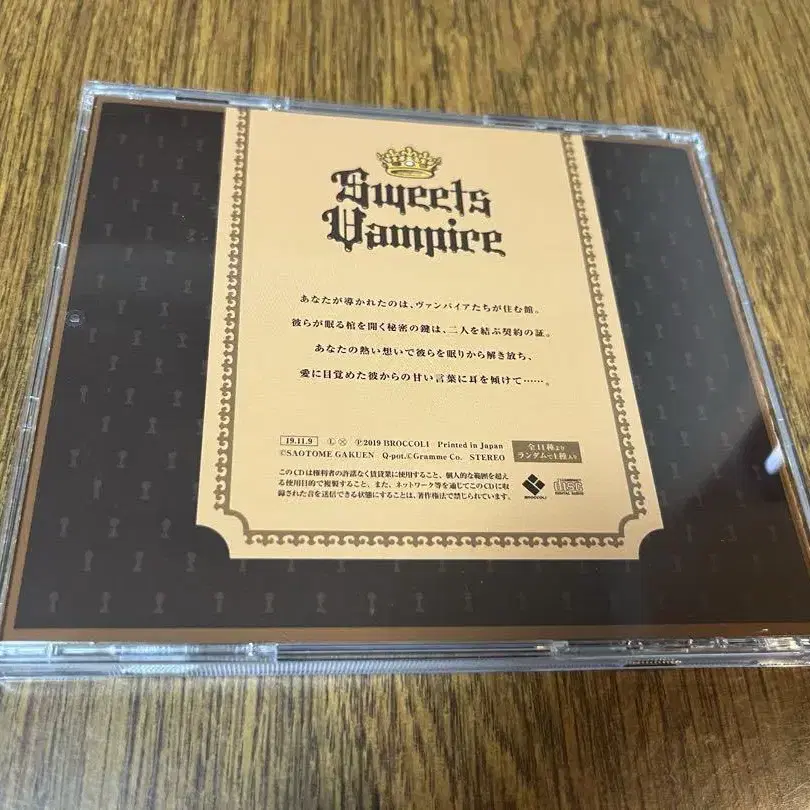 Sweets
Vampire
あなたが導かれたのは、ヴァンパイアたちが住む館。
彼らが眠る棺を開く秘密の鍵は、二人を結ぶ契約の証。
あなたの熱い想いで彼らを眠りから解き放ち、
愛に目覚めた彼からの甘い言葉に耳を傾けて……。
19.11.9 Ⓛ Ⓧ ℗2019 BROCCOLI Printed in Japan
©SAOTOME GAKUEN Q-pot.©Gramme Co. STEREO
全11種より
ランダムで1種入り
このCDは権利者の許諾なく賃貸業に使用すること、個人的な範囲を超え
る使用目的で複製すること、また、ネットワーク等を通じてこのCDに収
録された音を送信できる状態にすることは、著作権法で禁じられています。
BROCCOLI
disc
DIGITAL AUDIO